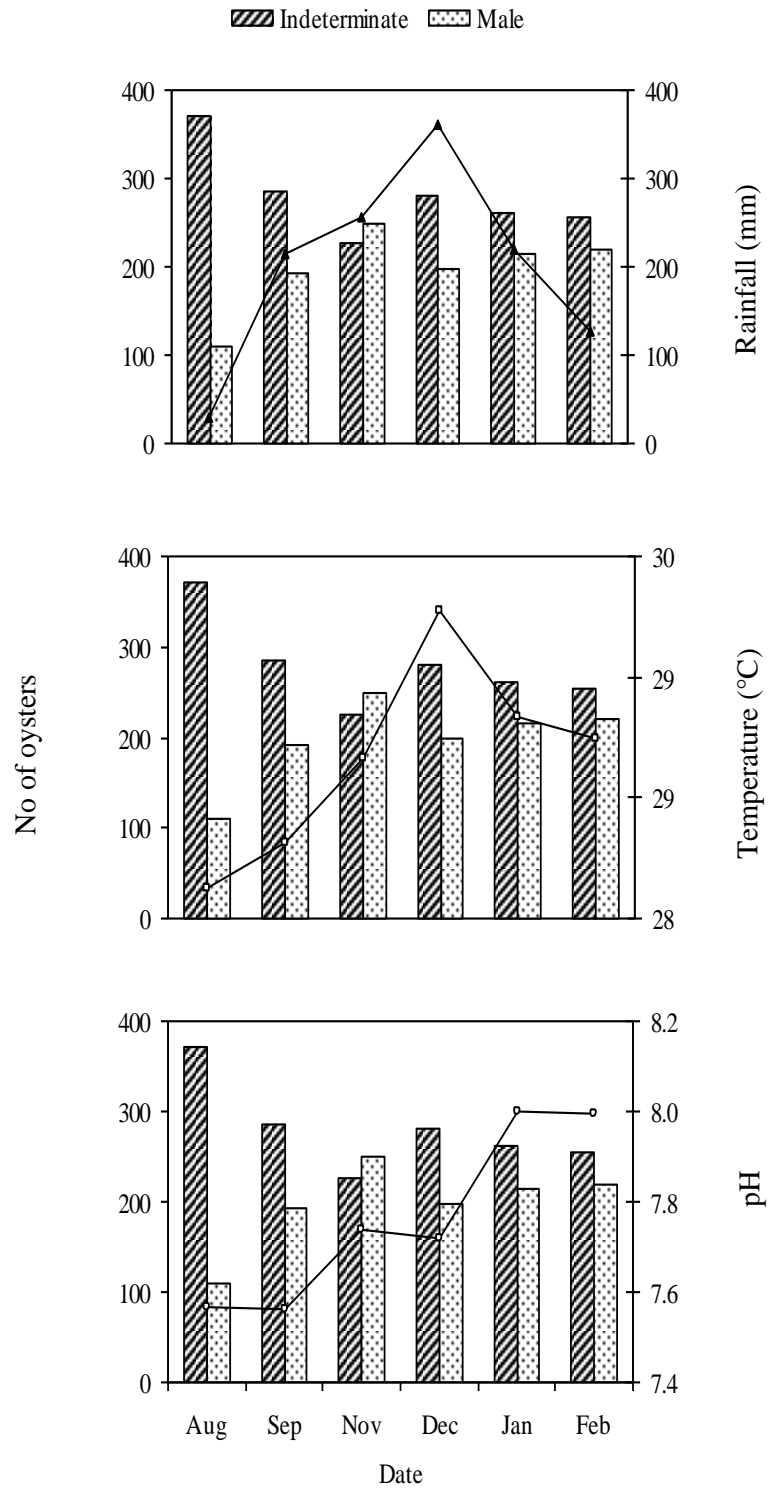 Indeterminate Male
400 400
300 300
200 200
100 100
0 0
Rainfall (mm)
No of oysters
400 30
300 29
200
100 29
0 28
Temperature (°C)
400 8.2
300 8.0
200 7.8
100 7.6
0 7.4
pH
Aug Sep Nov Dec Jan Feb
Date